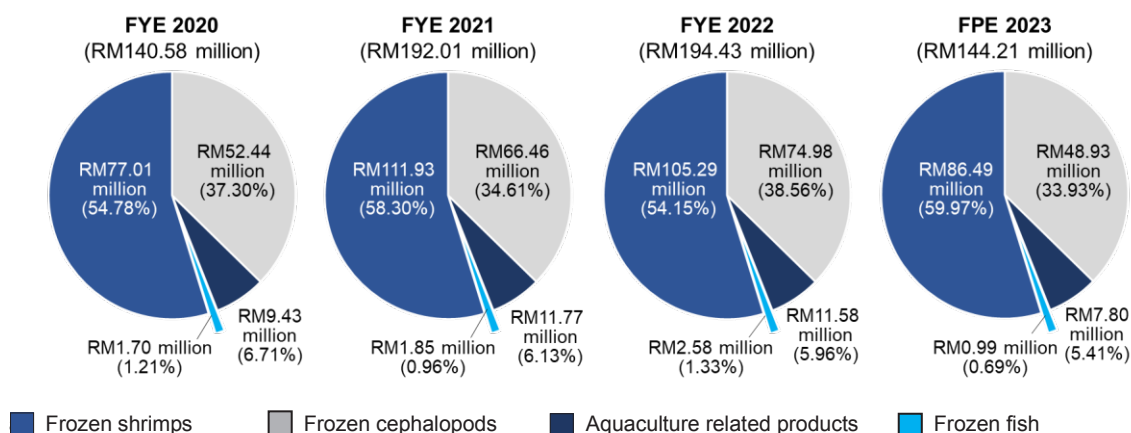 FYE 2020
(RM140.58 million)
FYE 2021
(RM192.01 million)
FYE 2022
(RM194.43 million)
FPE 2023
(RM144.21 million)
RM77.01
million
(54.78%)
RM52.44
million
(37.30%)
RM1.70 million
(1.21%)
RM9.43
million
(6.71%)
RM111.93
million
(58.30%)
RM66.46
million
(34.61%)
RM1.85 million
(0.96%)
RM11.77
million
(6.13%)
RM105.29
million
(54.15%)
RM74.98
million
(38.56%)
RM2.58 million
(1.33%)
RM11.58
million
(5.96%)
RM86.49
million
(59.97%)
RM48.93
million
(33.93%)
RM0.99 million
(0.69%)
RM7.80
million
(5.41%)
Frozen shrimps
Frozen cephalopods
Aquaculture related products
Frozen fish